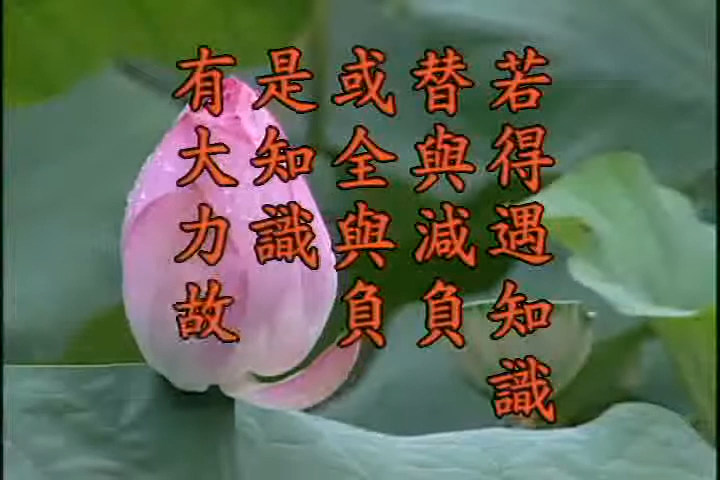 若得遇知識
替與減負
或全與負
是知識
有大力故